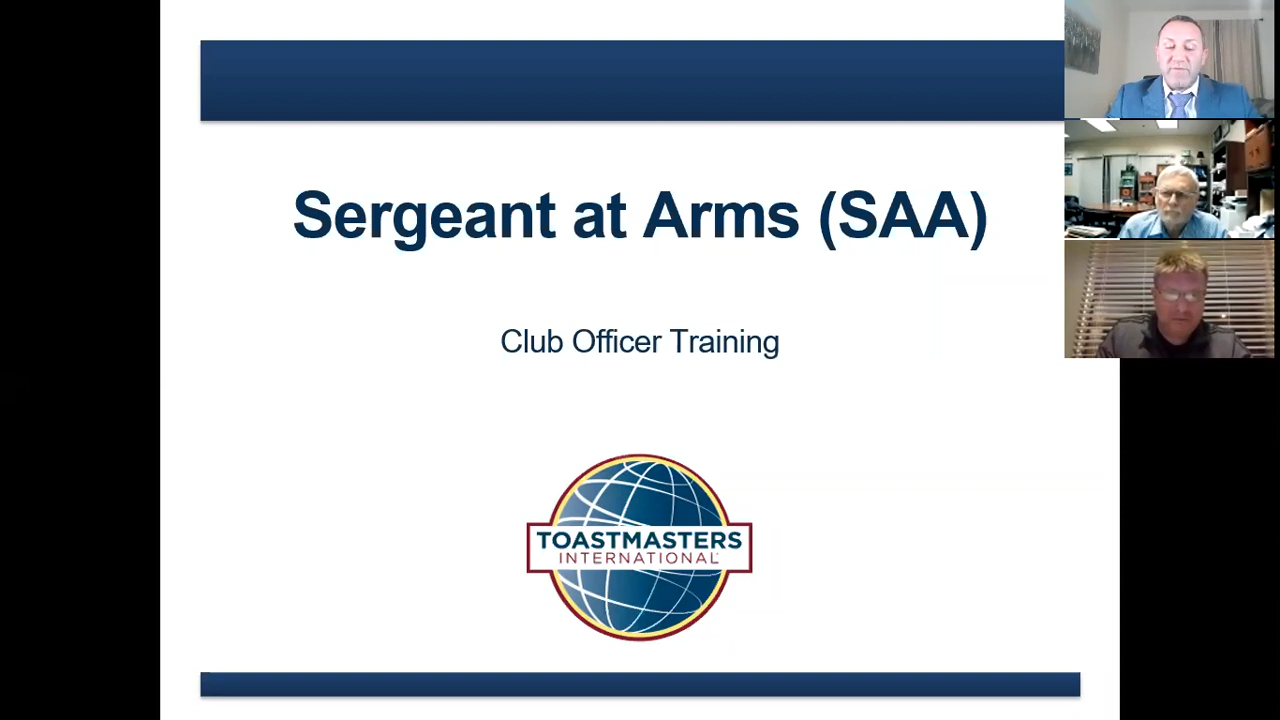 Sergeant at Arms (SAA)
Club Officer Training
TOASTMASTERS
INTERNATIONAL